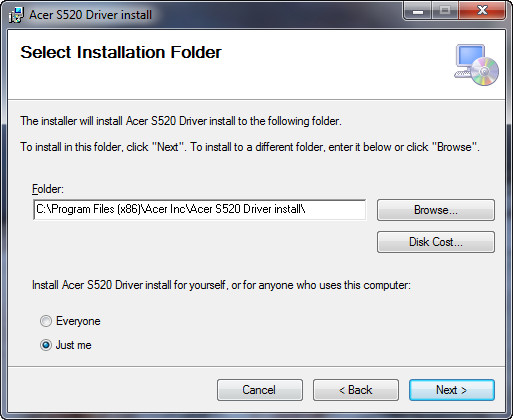 Acer S520 Driver install
Select Installation Folder
The installer will install Acer S520 Driver install to the following folder.
To install in this folder, click "Next". To install to a different folder, enter it below or click "Browse".
Folder:
C:\Program Files (x86)\Acer Inc\Acer S520 Driver install\
Browse...
Disk Cost...
Install Acer S520 Driver install for yourself, or for anyone who uses this computer:
Everyone
Just me
Cancel
< Back
Next >